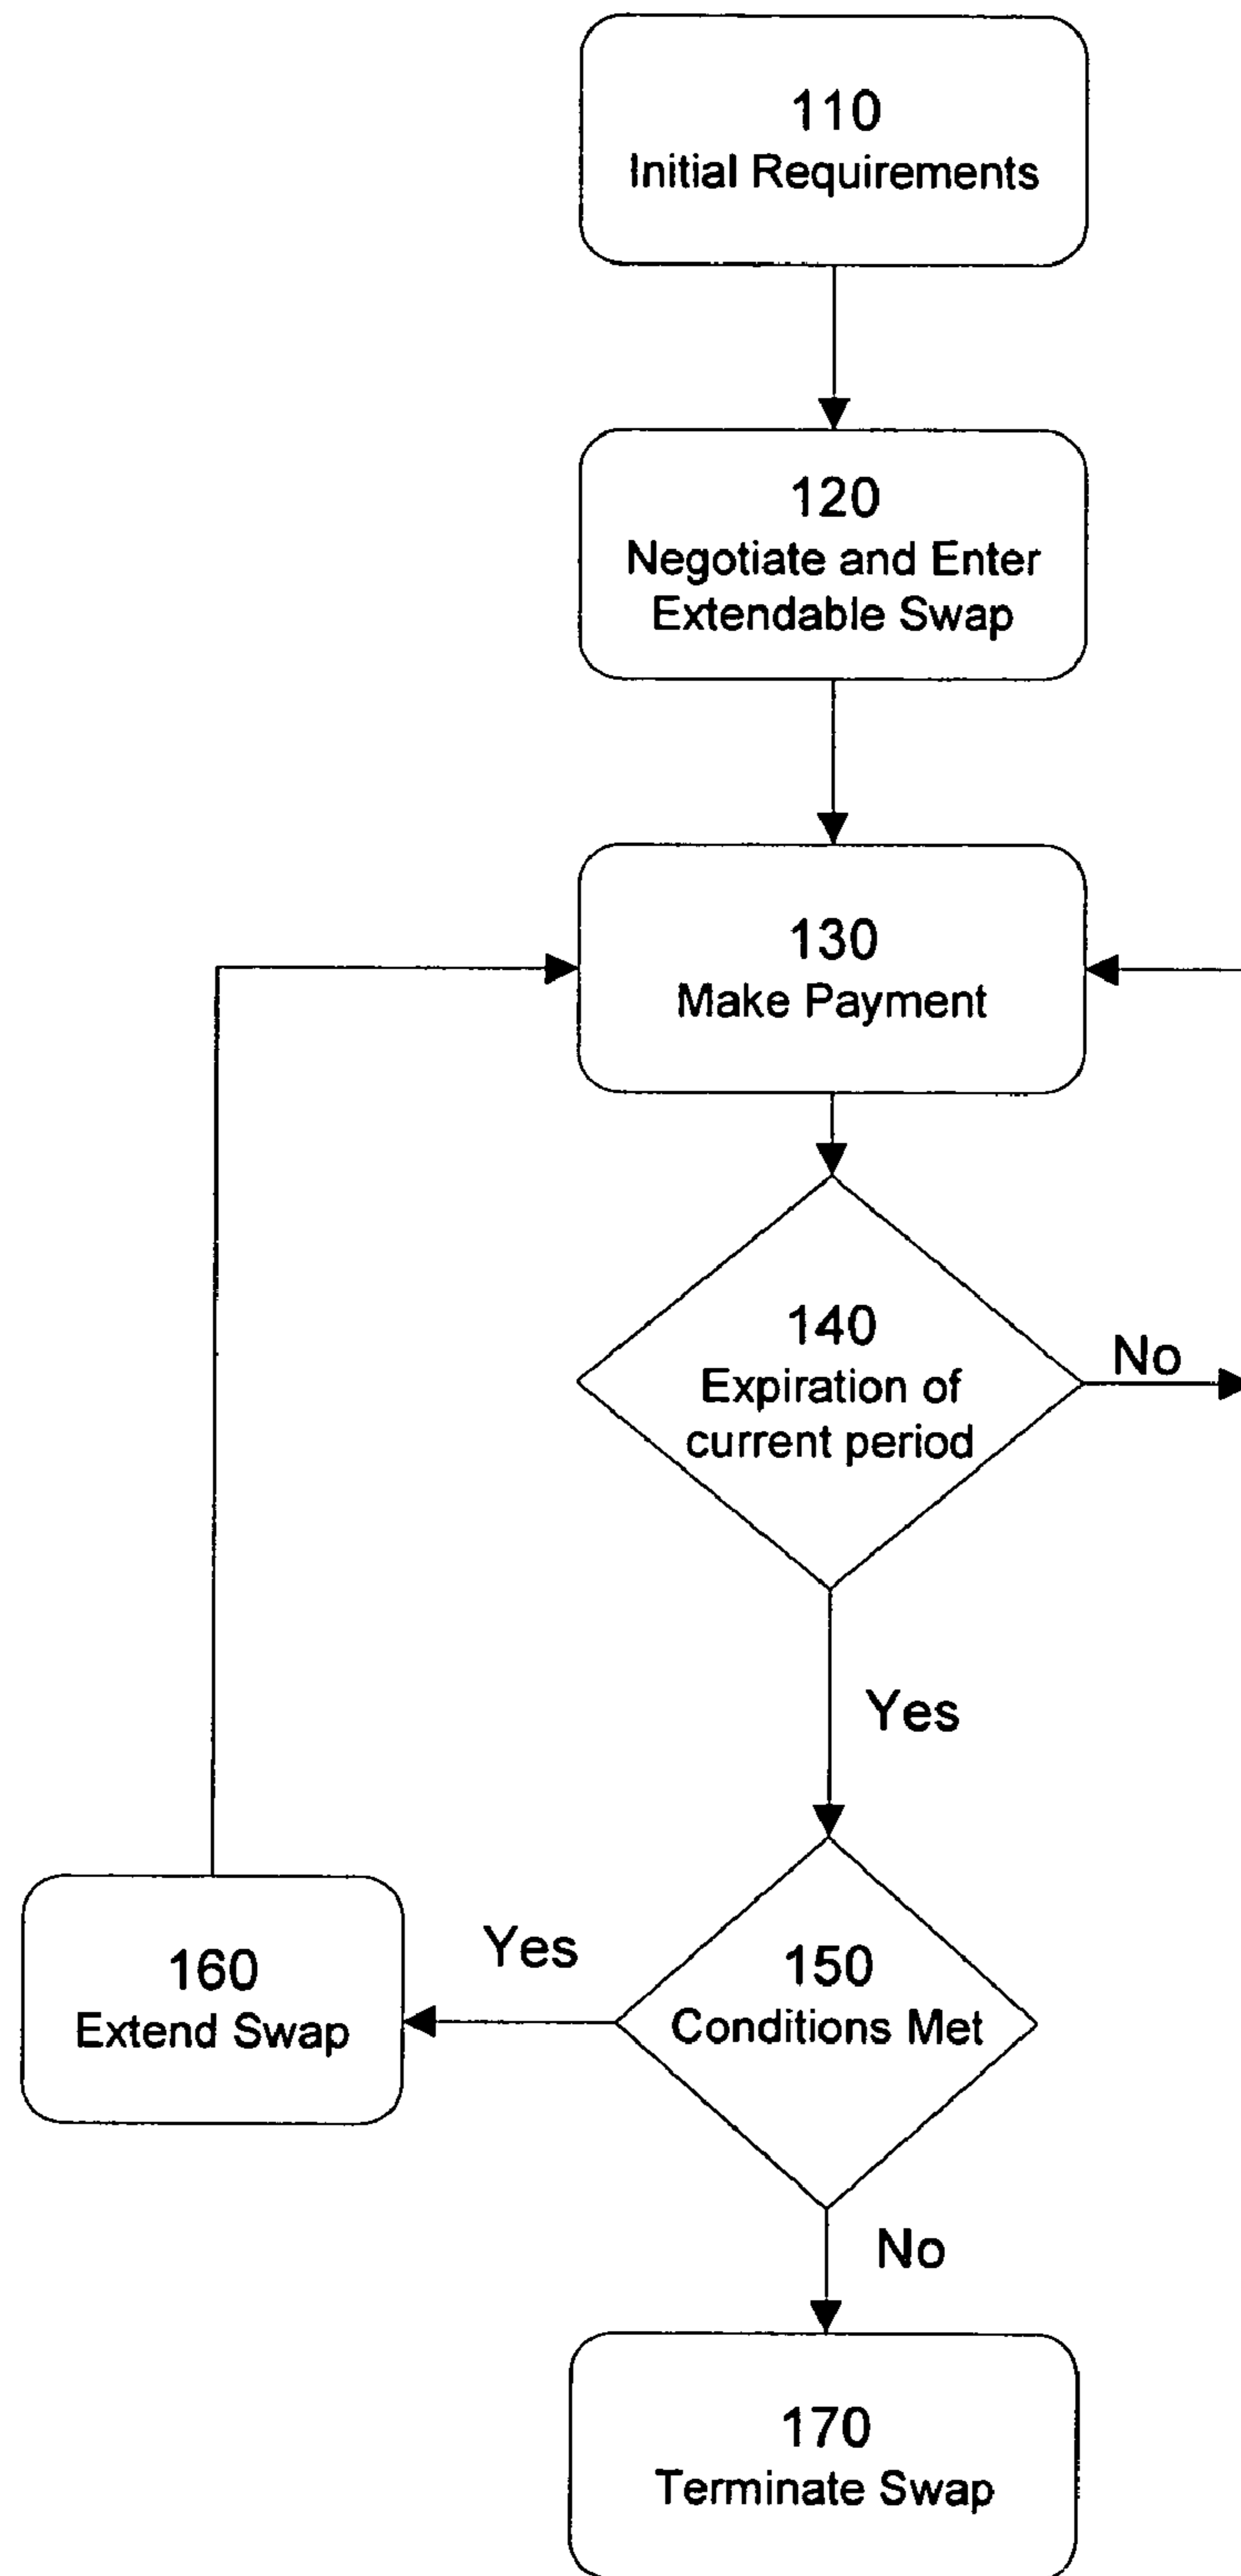 110
Initial Requirements
120
Negotiate and Enter
Extendable Swap
130
Make Payment
140
Expiration of
current period
No
Yes
150
Conditions Met
Yes
160
Extend Swap
No
170
Terminate Swap